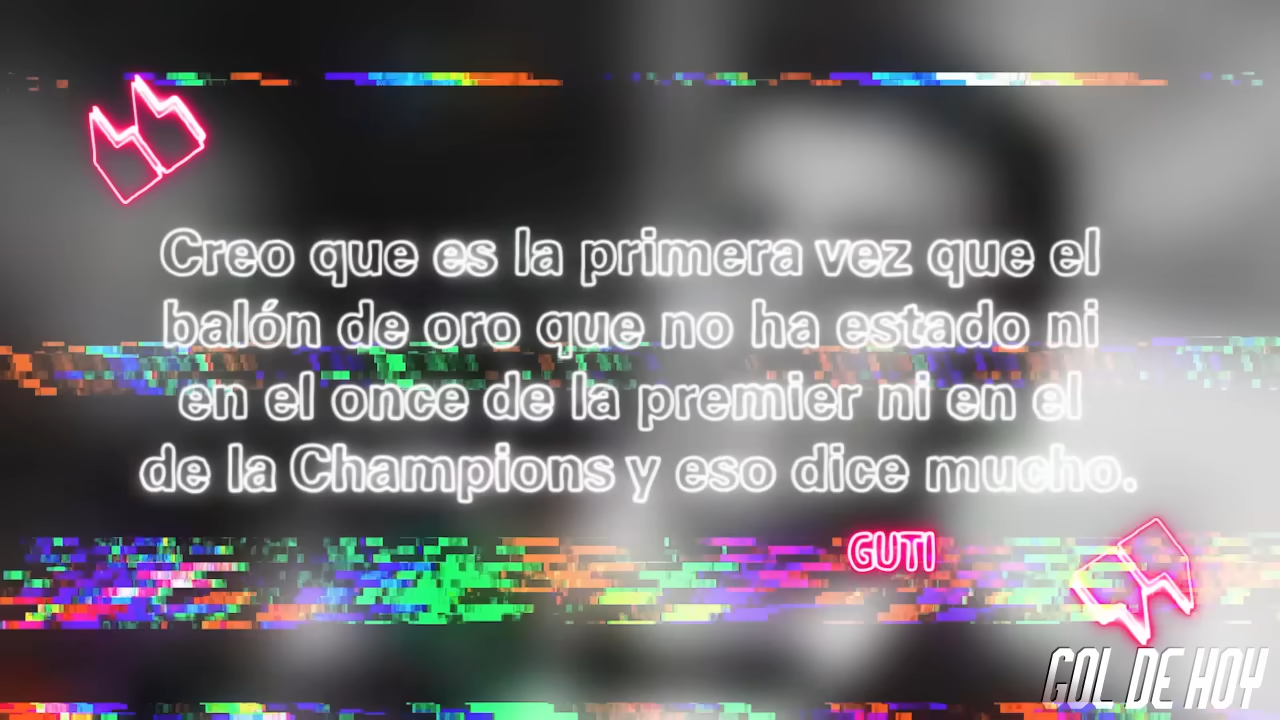 Creo que es la primera vez que el
balón de oro que no ha estado ni
en el once de la premier ni en el
de la Champions y eso dice mucho.
GUTI
GOL DE HOY